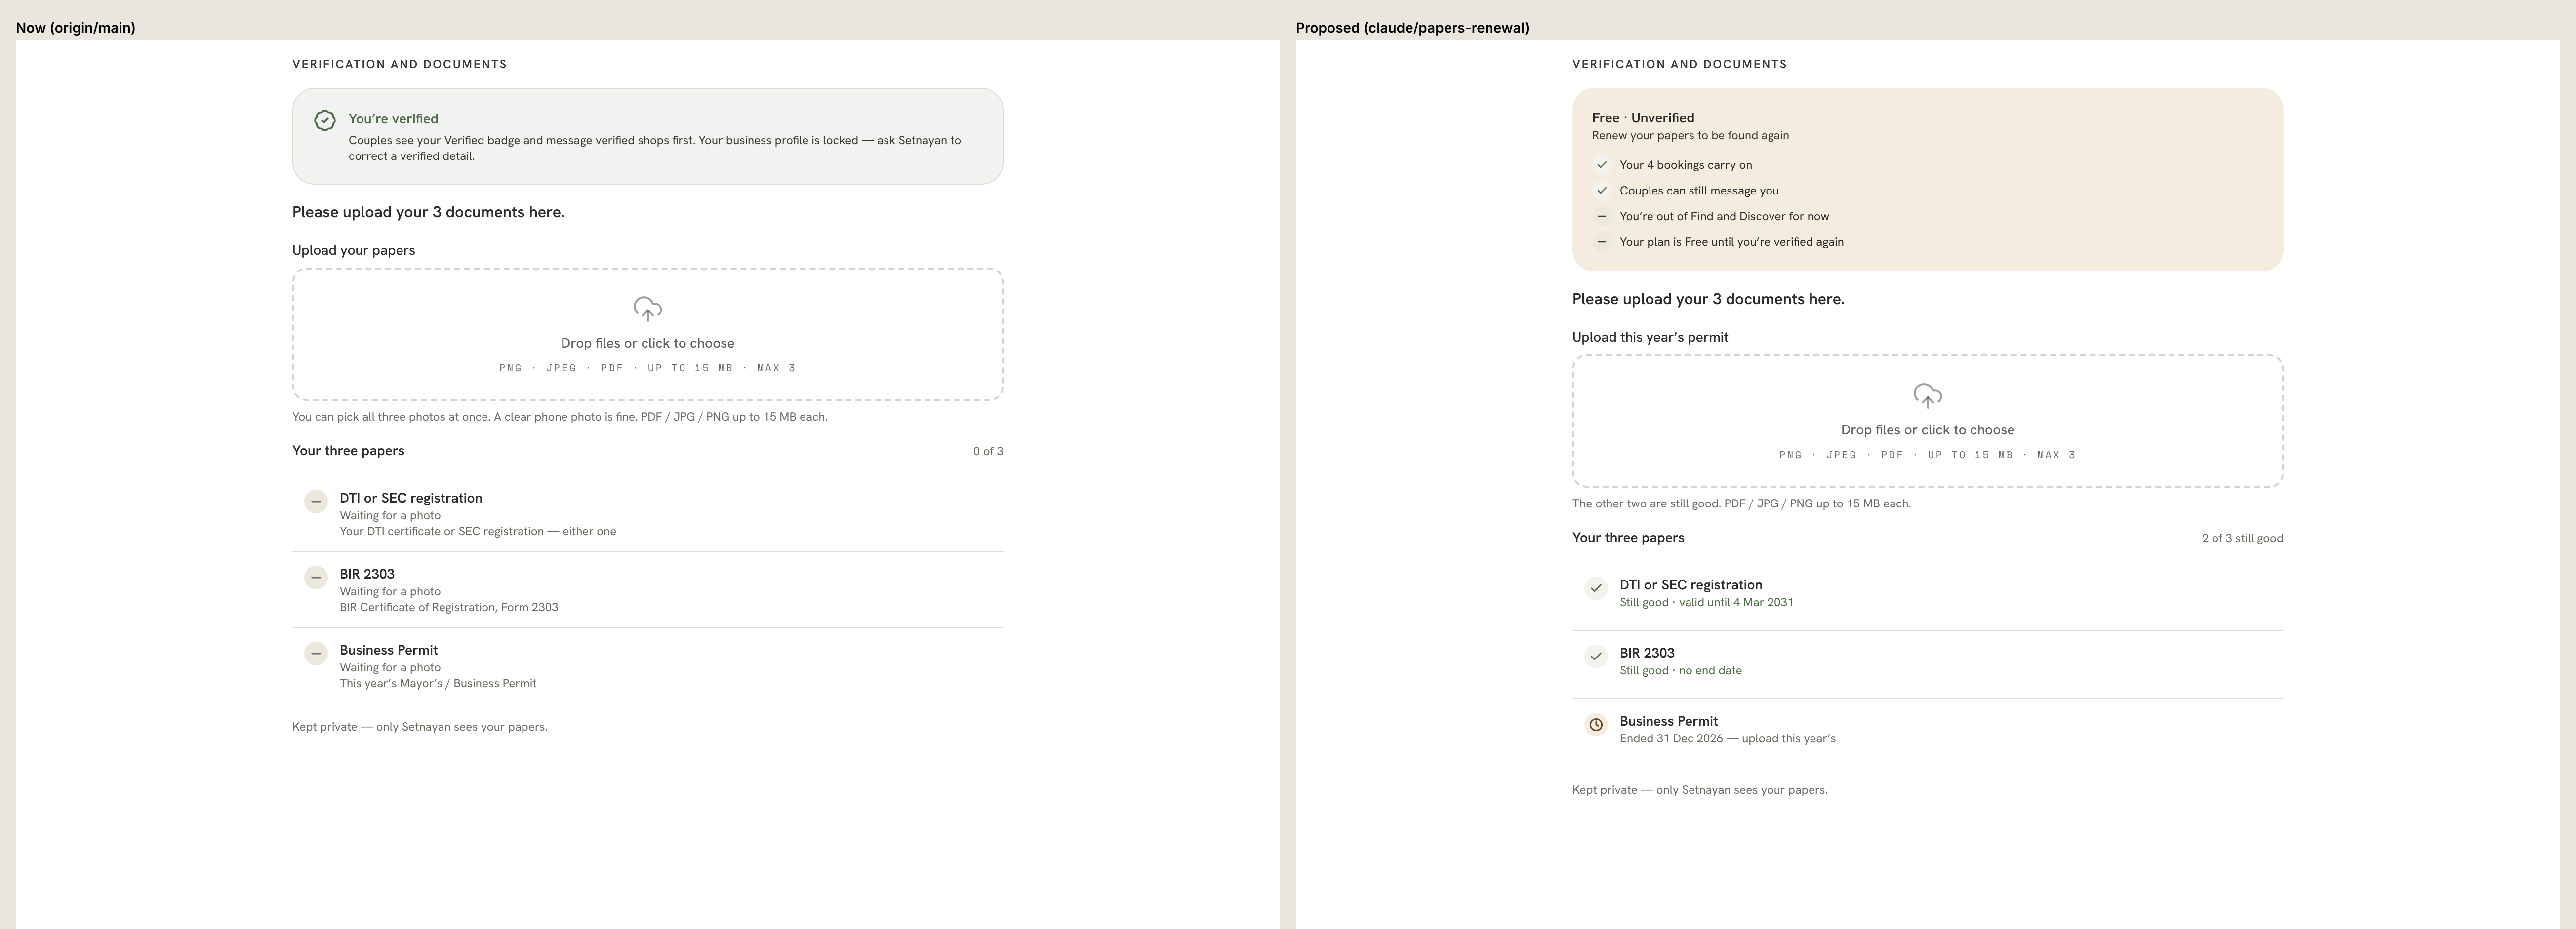 Now (origin/main)
VERIFICATION AND DOCUMENTS
You’re verified
Couples see your Verified badge and message verified shops first. Your business profile is locked — ask Setnayan to
correct a verified detail.
Please upload your 3 documents here.
Upload your papers
Drop files or click to choose
PNG · JPEG · PDF · UP TO 15 MB · MAX 3
You can pick all three photos at once. A clear phone photo is fine. PDF / JPG / PNG up to 15 MB each.
Your three papers
0 of 3
DTI or SEC registration
Waiting for a photo
Your DTI certificate or SEC registration — either one
BIR 2303
Waiting for a photo
BIR Certificate of Registration, Form 2303
Business Permit
Waiting for a photo
This year’s Mayor’s / Business Permit
Kept private — only Setnayan sees your papers.
Proposed (claude/papers-renewal)
VERIFICATION AND DOCUMENTS
Free · Unverified
Renew your papers to be found again
Your 4 bookings carry on
Couples can still message you
You’re out of Find and Discover for now
Your plan is Free until you’re verified again
Please upload your 3 documents here.
Upload this year’s permit
Drop files or click to choose
PNG · JPEG · PDF · UP TO 15 MB · MAX 3
The other two are still good. PDF / JPG / PNG up to 15 MB each.
Your three papers
2 of 3 still good
DTI or SEC registration
Still good · valid until 4 Mar 2031
BIR 2303
Still good · no end date
Business Permit
Ended 31 Dec 2026 — upload this year’s
Kept private — only Setnayan sees your papers.